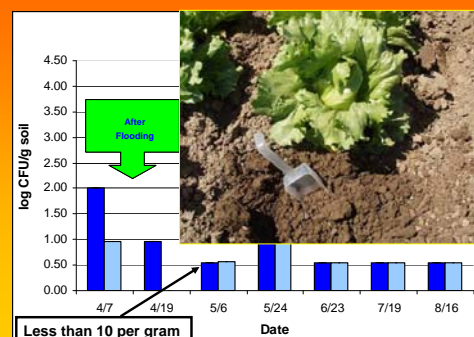 4.50
4.00
3.50
3.00
2.50
2.00
1.50
1.00
0.50
0.00
log CFU/g soil
After
Flooding
4/7 4/19 5/6 5/24 6/23 7/19 8/16
Date
Less than 10 per gram